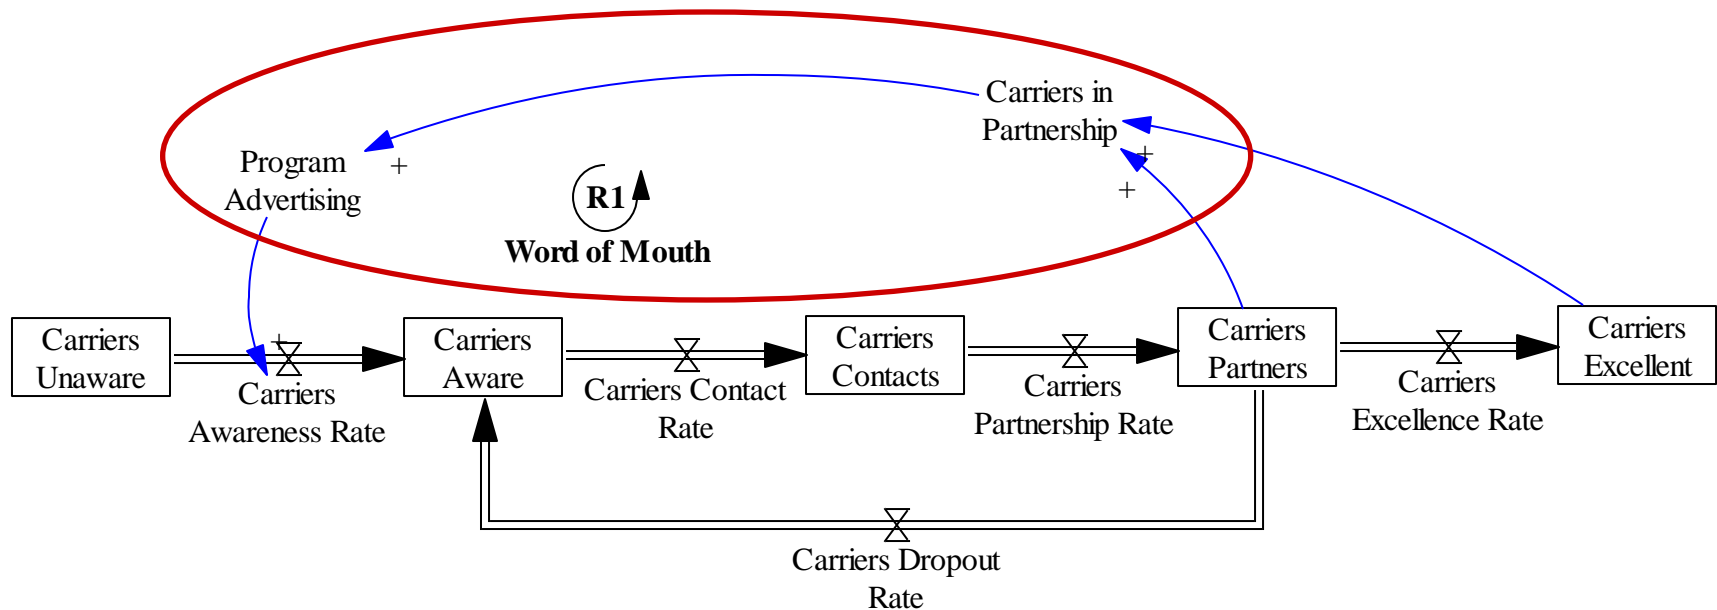 Carriers in
Partnership
+
+
Program
Advertising
+
R1
Word of Mouth
Carriers
Unaware
+
Carriers
Awareness Rate
Carriers
Aware
Carriers Contact
Rate
Carriers
Contacts
Carriers
Partnership Rate
Carriers
Partners
Carriers
Excellence Rate
Carriers
Excellent
Carriers Dropout
Rate